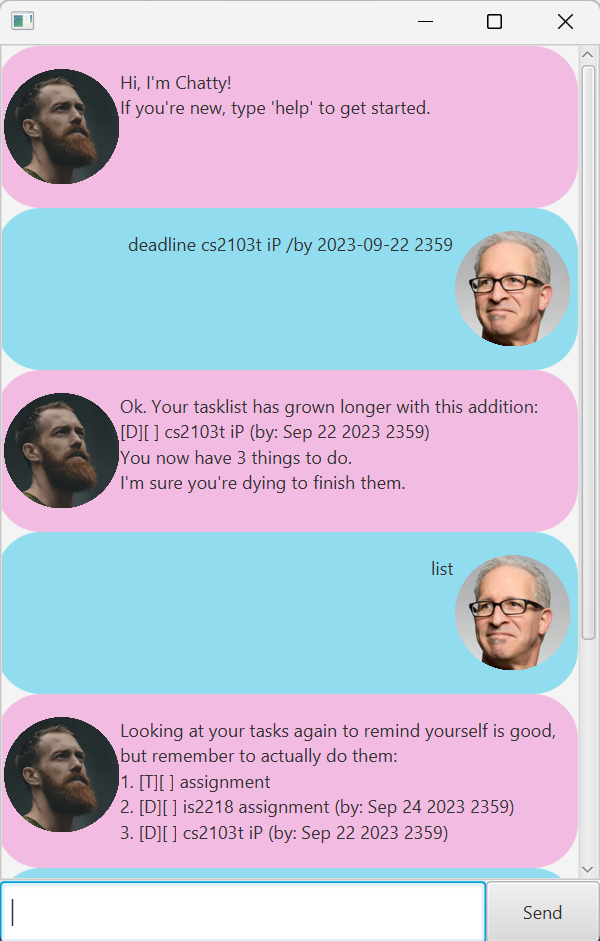 Hi, I'm Chatty!
If you're new, type 'help' to get started.
deadline cs2103t iP /by 2023-09-22 2359
Ok. Your tasklist has grown longer with this addition:
[D][ ] cs2103t iP (by: Sep 22 2023 2359)
You now have 3 things to do.
I'm sure you're dying to finish them.
list
Looking at your tasks again to remind yourself is good,
but remember to actually do them:
1. [T][ ] assignment
2. [D][ ] is2218 assignment (by: Sep 24 2023 2359)
3. [D][ ] cs2103t iP (by: Sep 22 2023 2359)
Send